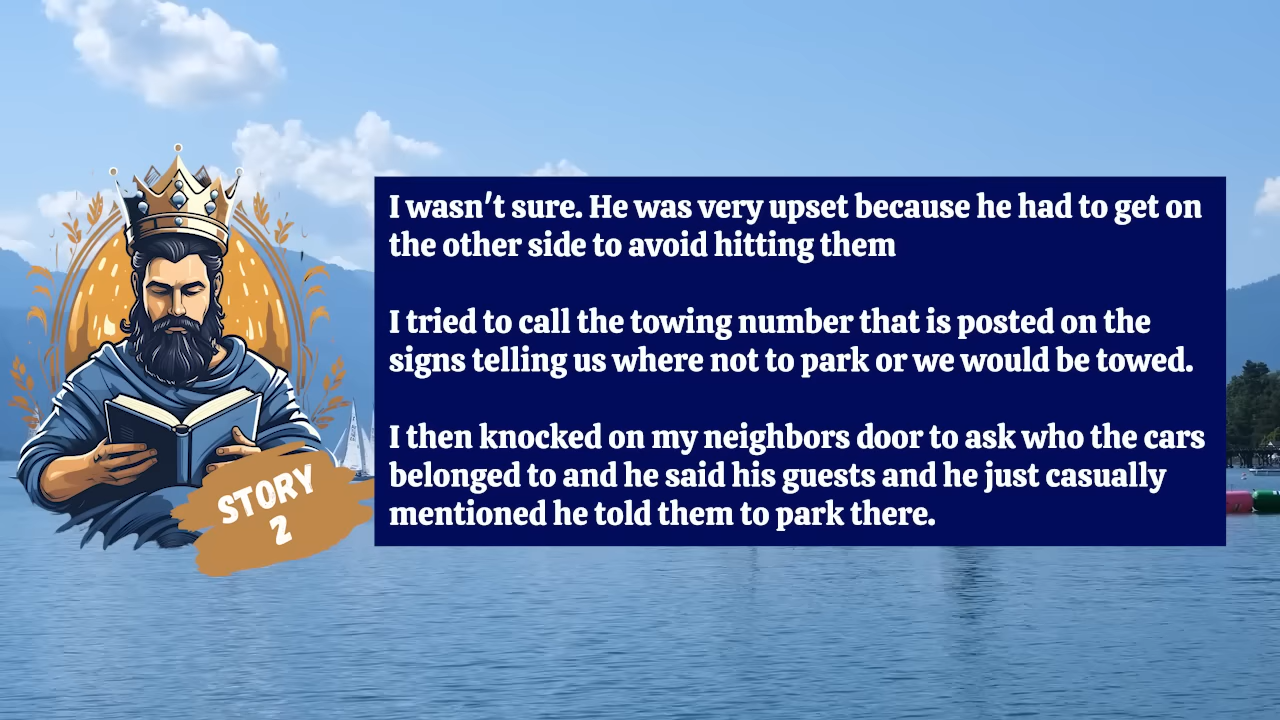 I wasn't sure. He was very upset because he had to get on
the other side to avoid hitting them
I tried to call the towing number that is posted on the
signs telling us where not to park or we would be towed.
I then knocked on my neighbors door to ask who the cars
belonged to and he said his guests and he just casually
mentioned he told them to park there.
STORY
2